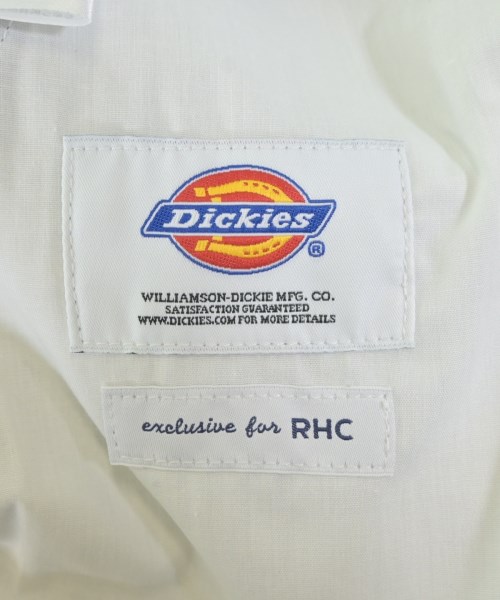 Dickies
®
WILLIAMSON-DICKIE MFG. CO.
SATISFACTION GUARANTEED
WWW.DICKIES.COM FOR MORE DETAILS
exclusive for RHC